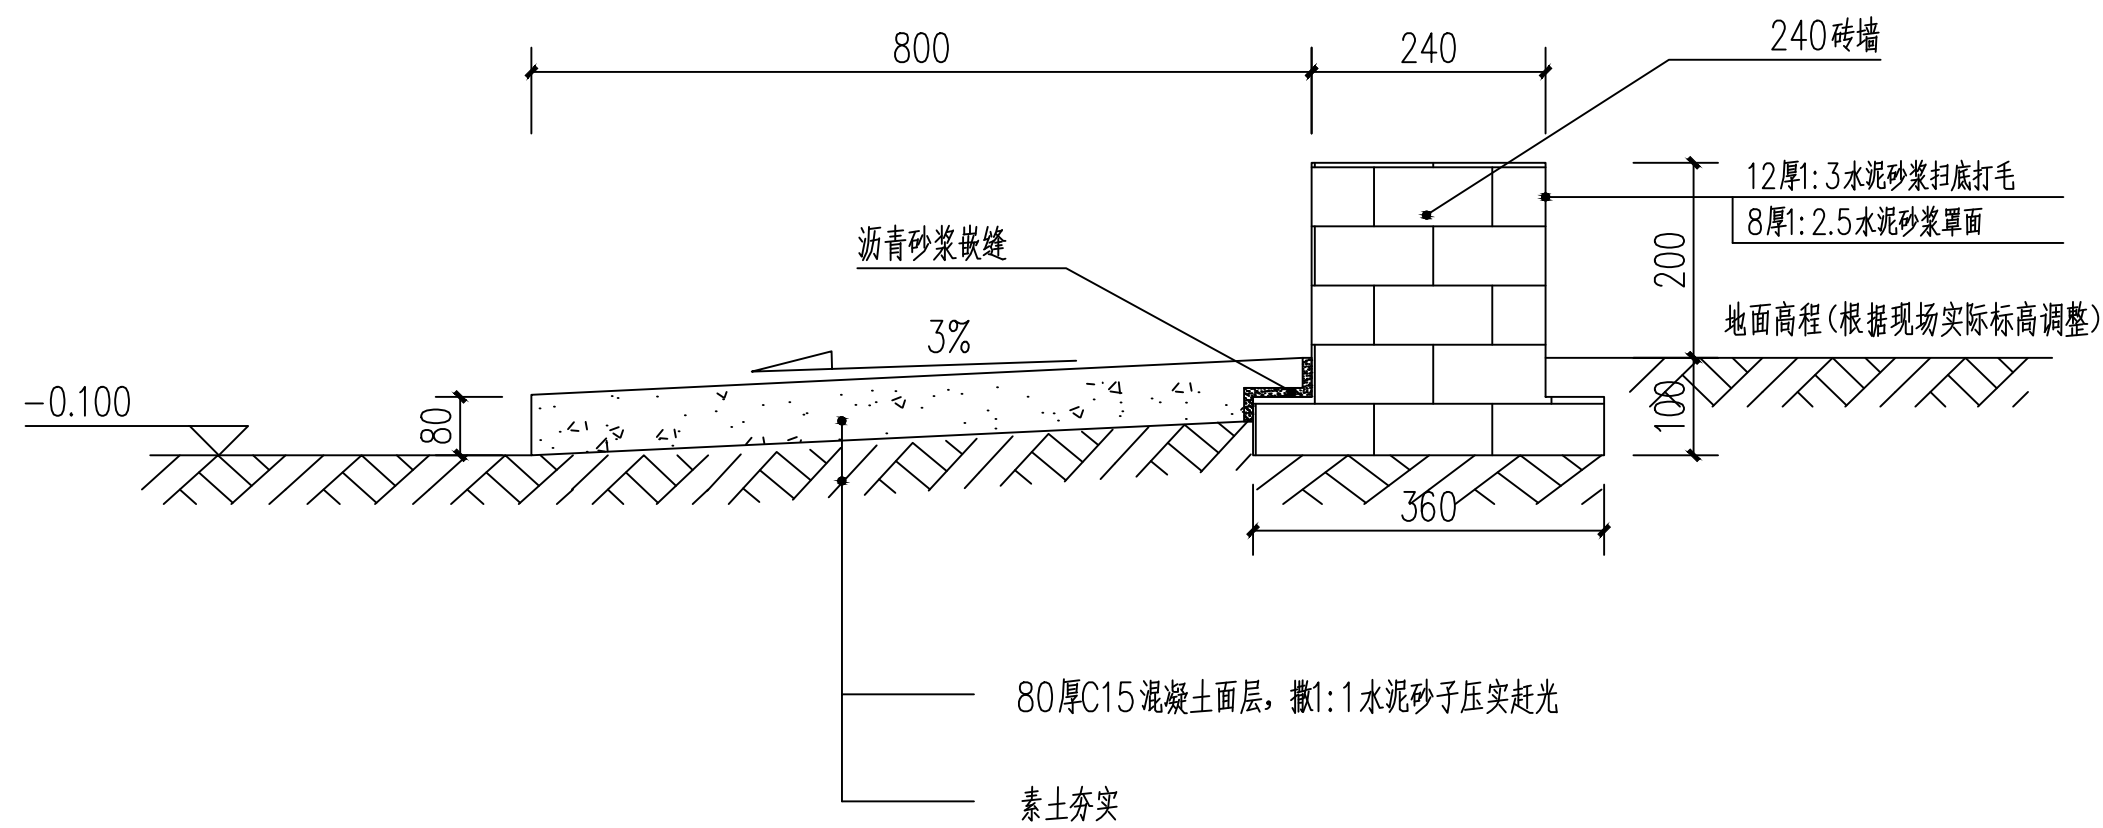 240砖墙
800
240
12厚1:3水泥砂浆扫底打毛
8厚1:2.5水泥砂浆罩面
沥青砂浆嵌缝
200
地面高程(根据现场实际标高调整)
3%
-0.100
80
100
360
80厚C15混凝土面层，撒1:1水泥砂子压实赶光
素土夯实